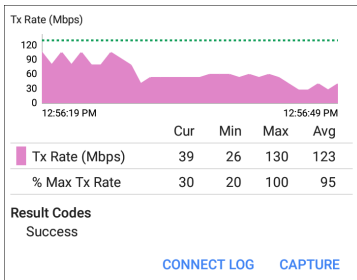 Tx Rate (Mbps)
120
90
60
30
0
12:56:19 PM 12:56:49 PM
Cur Min Max Avg
Tx Rate (Mbps) 39 26 130 123
% Max Tx Rate 30 20 100 95
Result Codes
Success
CONNECT LOG CAPTURE